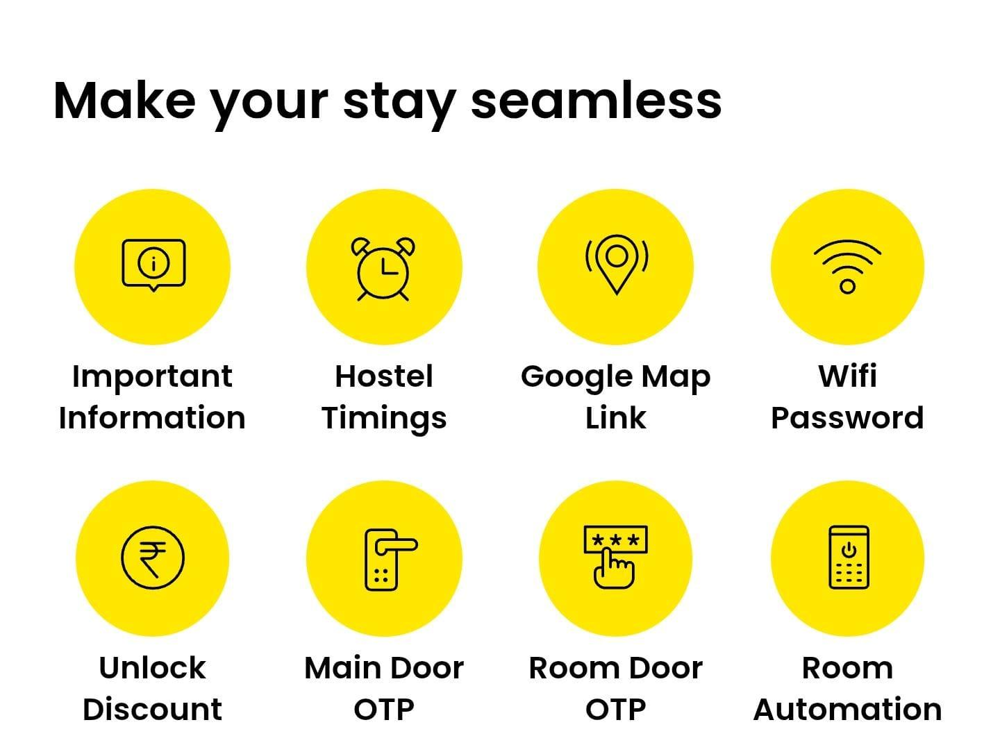 Make your stay seamless
Important
Information
Hostel
Timings
Google Map
Link
Wifi
Password
***
Unlock
Discount
Main Door
OTP
Room Door
OTP
Room
Automation